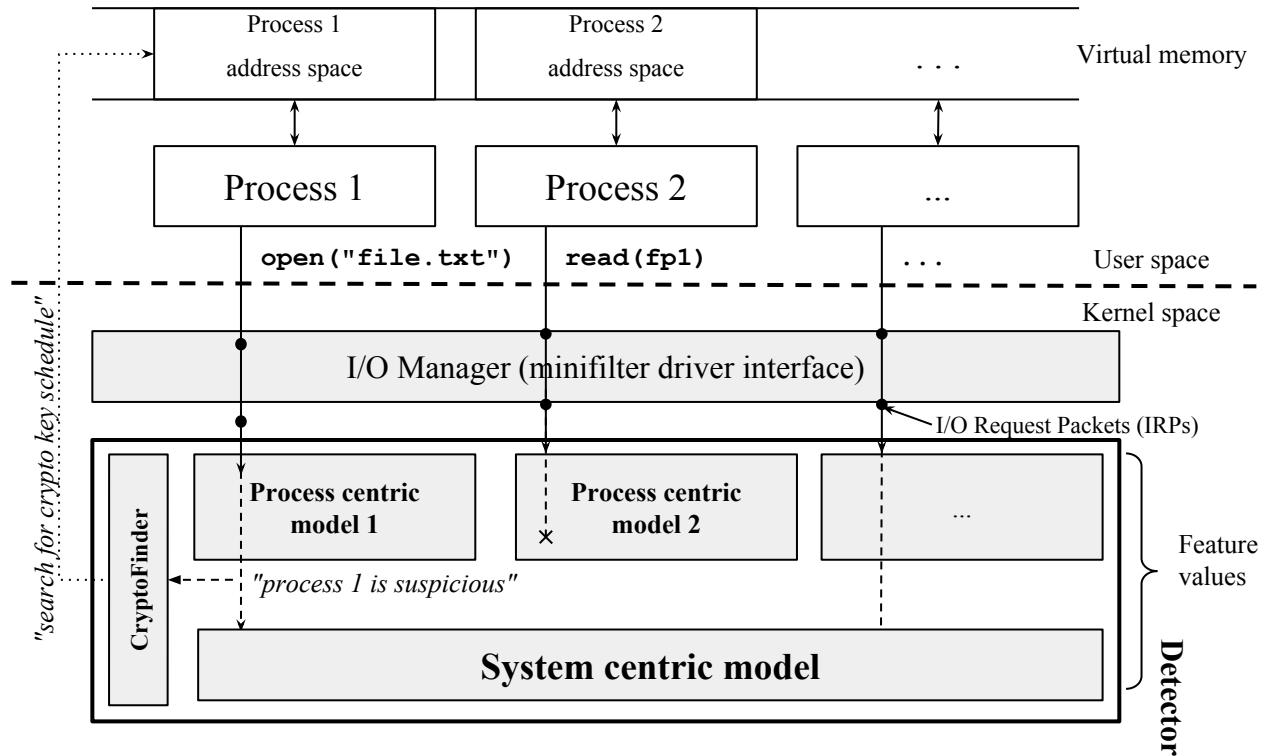 Process 1
address space
Process 2
address space
. . .
Virtual memory
Process 1
Process 2
...
open("file.txt")
read(fp1)
. . .
User space
Kernel space
"search for crypto key schedule"
I/O Manager (minifilter driver interface)
I/O Request Packets (IRPs)
CryptoFinder
Process centric
model 1
Process centric
model 2
...
Feature
values
"process 1 is suspicious"
System centric model
Detector